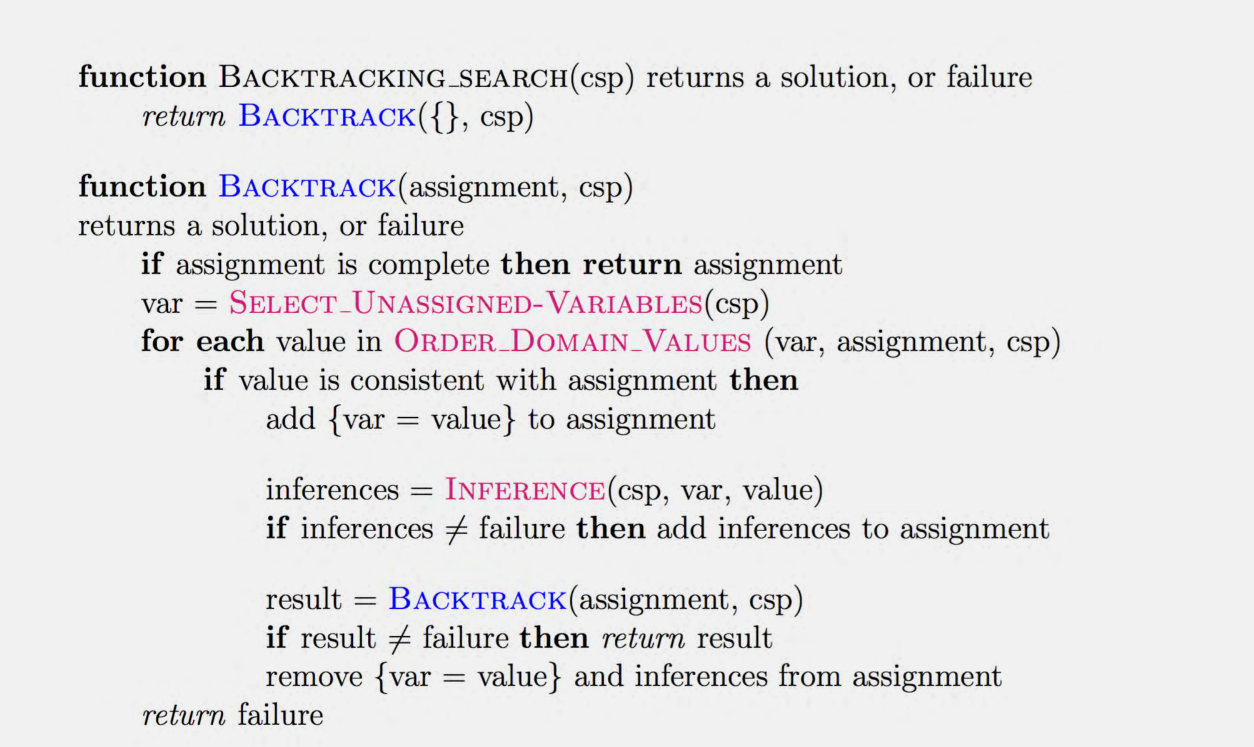 function BACKTRACKING_SEARCH(csp) returns a solution, or failure
return BACKTRACK({}, csp)
function BACKTRACK(assignment, csp)
returns a solution, or failure
if assignment is complete then return assignment
var = SELECT_UNASSIGNED-VARIABLES(csp)
for each value in ORDER_DOMAIN_VALUES (var, assignment, csp)
if value is consistent with assignment then
add {var = value} to assignment
inferences = INFERENCE(csp, var, value)
if inferences ≠ failure then add inferences to assignment
result = BACKTRACK(assignment, csp)
if result ≠ failure then return result
remove {var = value} and inferences from assignment
return failure